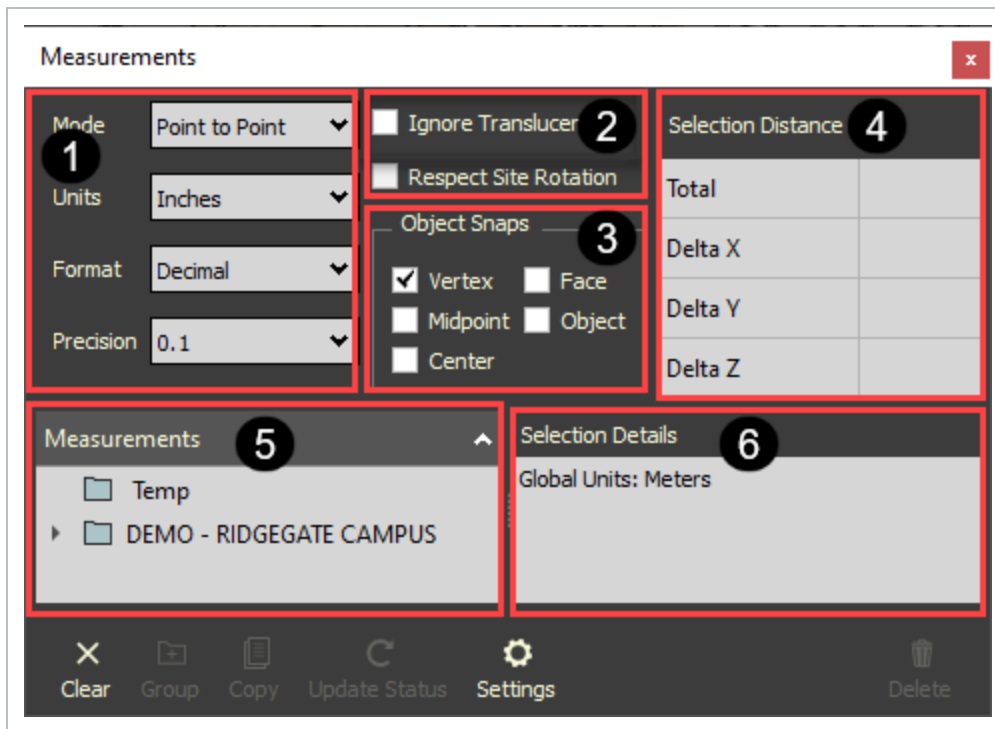 Measurements
x
Mode
Point to Point
1
Units
Inches
Format
Decimal
Precision
0.1
Ignore Translucer
2
Respect Site Rotation
Object Snaps
3
Vertex
Face
Midpoint
Object
Center
Selection Distance
4
Total
Delta X
Delta Y
Delta Z
Measurements
5
Temp
DEMO - RIDGEGATE CAMPUS
Selection Details
6
Global Units: Meters
Clear
Group
Copy
Update Status
Settings
Delete